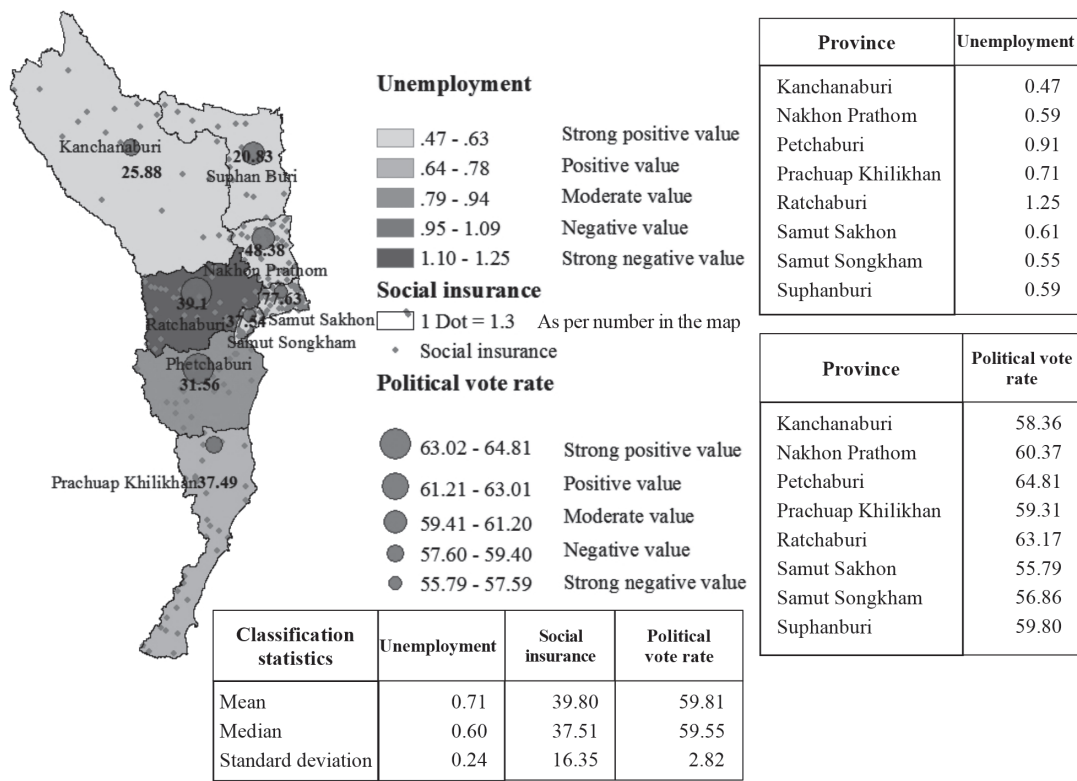 Kanchanaburi
25.88
20.83
Suphan Buri
48.38
Nakhon Prathom
39.1
77.63
Ratchaburi
37.54
Samut Sakhon
Samut Songkham
Phetchaburi
31.56
Prachuap Khilikhan
37.49
Unemployment
.47 - .63 Strong positive value
.64 - .78 Positive value
.79 - .94 Moderate value
.95 - 1.09 Negative value
1.10 - 1.25 Strong negative value
Social insurance
1 Dot = 1.3 As per number in the map
Social insurance
Political vote rate
63.02 - 64.81 Strong positive value
61.21 - 63.01 Positive value
59.41 - 61.20 Moderate value
57.60 - 59.40 Negative value
55.79 - 57.59 Strong negative value
Province Unemployment
Kanchanaburi 0.47
Nakhon Prathom 0.59
Petchaburi 0.91
Prachuap Khilikhan 0.71
Ratchaburi 1.25
Samut Sakhon 0.61
Samut Songkham 0.55
Suphanburi 0.59
Province Political vote
rate
Kanchanaburi 58.36
Nakhon Prathom 60.37
Petchaburi 64.81
Prachuap Khilikhan 59.31
Ratchaburi 63.17
Samut Sakhon 55.79
Samut Songkham 56.86
Suphanburi 59.80
Classification
statistics Unemployment Social
insurance Political
vote rate
Mean 0.71 39.80 59.81
Median 0.60 37.51 59.55
Standard deviation 0.24 16.35 2.82